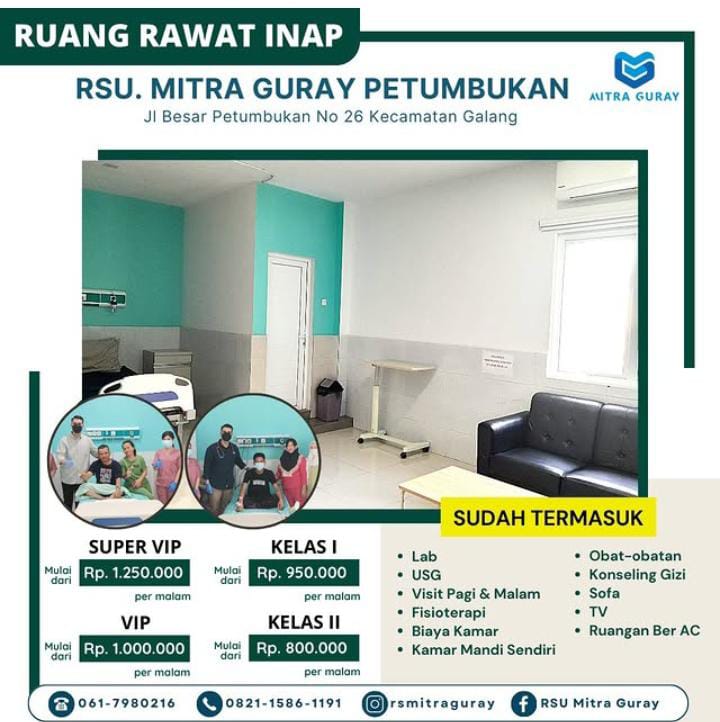 RUANG RAWAT INAP
RSU. MITRA GURAY PETUMBUKAN
Jl Besar Petumbukan No 26 Kecamatan Galang
MITRA GURAY
SUDAH TERMASUK
SUPER VIP
Mulai dari Rp. 1.250.000
per malam
KELAS I
Mulai dari Rp. 950.000
per malam
VIP
Mulai dari Rp. 1.000.000
per malam
KELAS II
Mulai dari Rp. 800.000
per malam
• Lab
• USG
• Visit Pagi & Malam
• Fisioterapi
• Biaya Kamar
• Kamar Mandi Sendiri
• Obat-obatan
• Konseling Gizi
• Sofa
• TV
• Ruangan Ber AC
061-7980216 0821-1586-1191 rsmitraguray RSU Mitra Guray